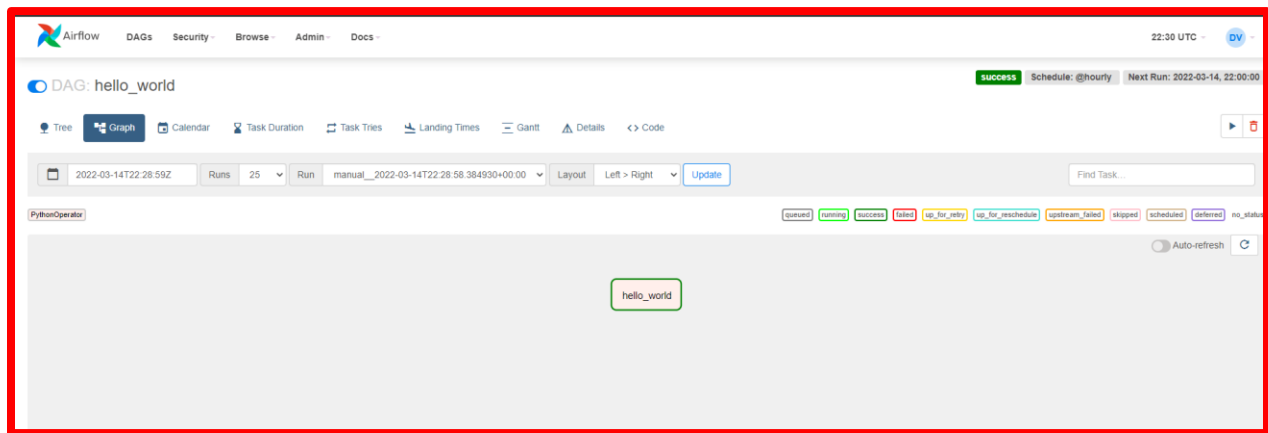 Airflow DAGs Security Browse Admin Docs 22:30 UTC DV
DAG: hello_world success Schedule: @hourly Next Run: 2022-03-14, 22:00:00
Tree Graph Calendar Task Duration Task Tries Landing Times Gantt Details <> Code
2022-03-14T22:28:59Z Runs 25 Run manual__2022-03-14T22:28:58.384930+00:00 Layout Left > Right Update Find Task...
PythonOperator queued running success failed up_for_retry up_for_reschedule upstream_failed skipped scheduled deferred no_status
Auto-refresh
hello_world